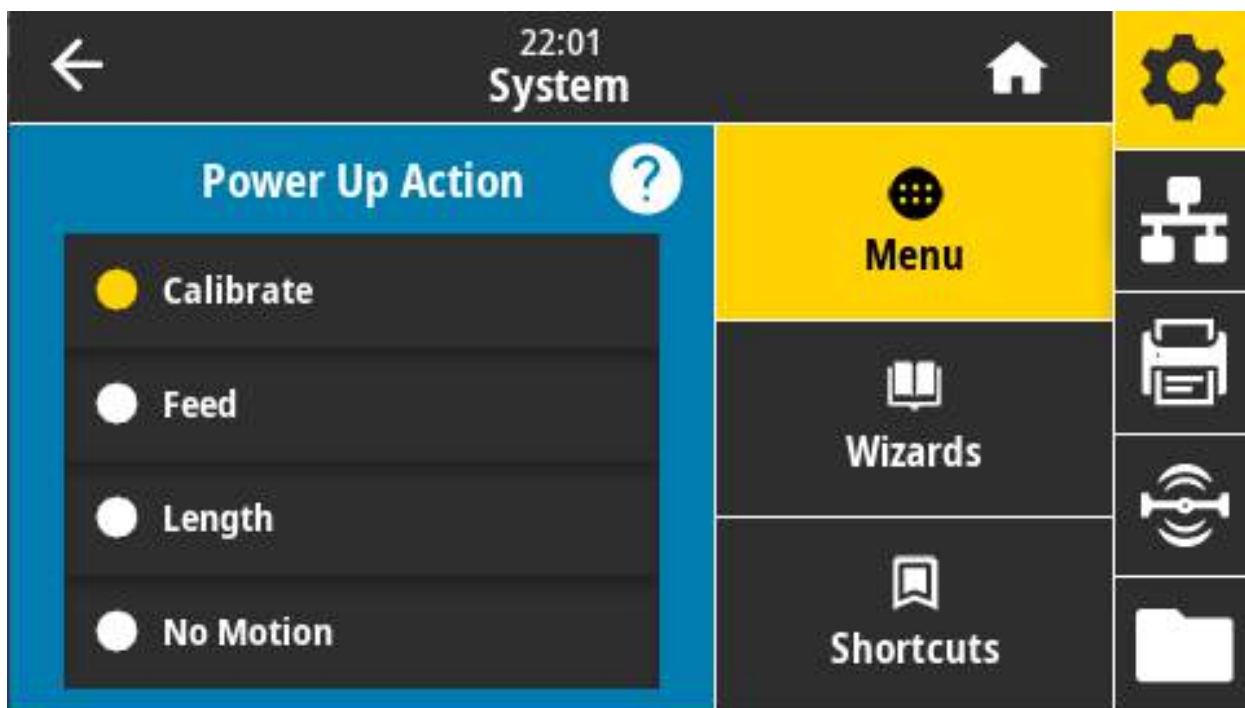 22:01
System
Power Up Action ?
Calibrate
Feed
Length
No Motion
Menu
Wizards
Shortcuts